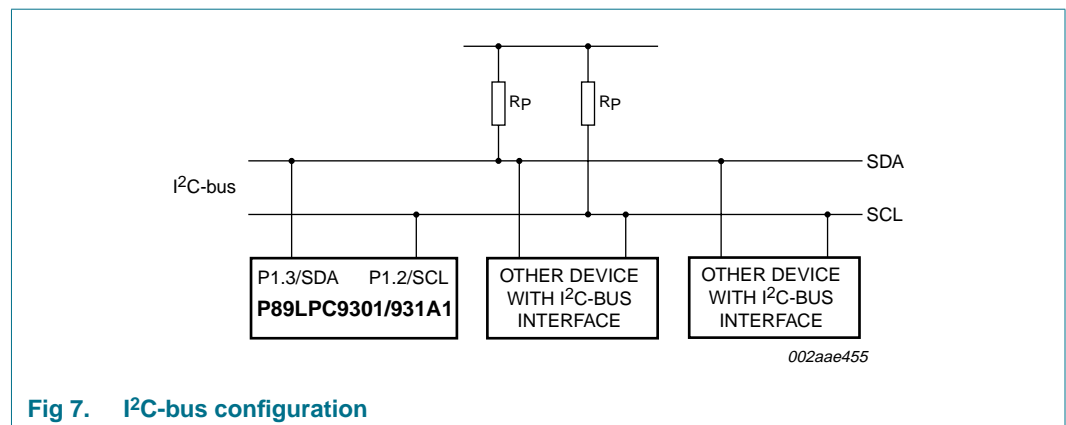 RP
RP
SDA
I2C-bus
SCL
P1.3/SDA P1.2/SCL
P89LPC9301/931A1
OTHER DEVICE
WITH I2C-BUS
INTERFACE
OTHER DEVICE
WITH I2C-BUS
INTERFACE
002aae455
Fig 7. I2C-bus configuration